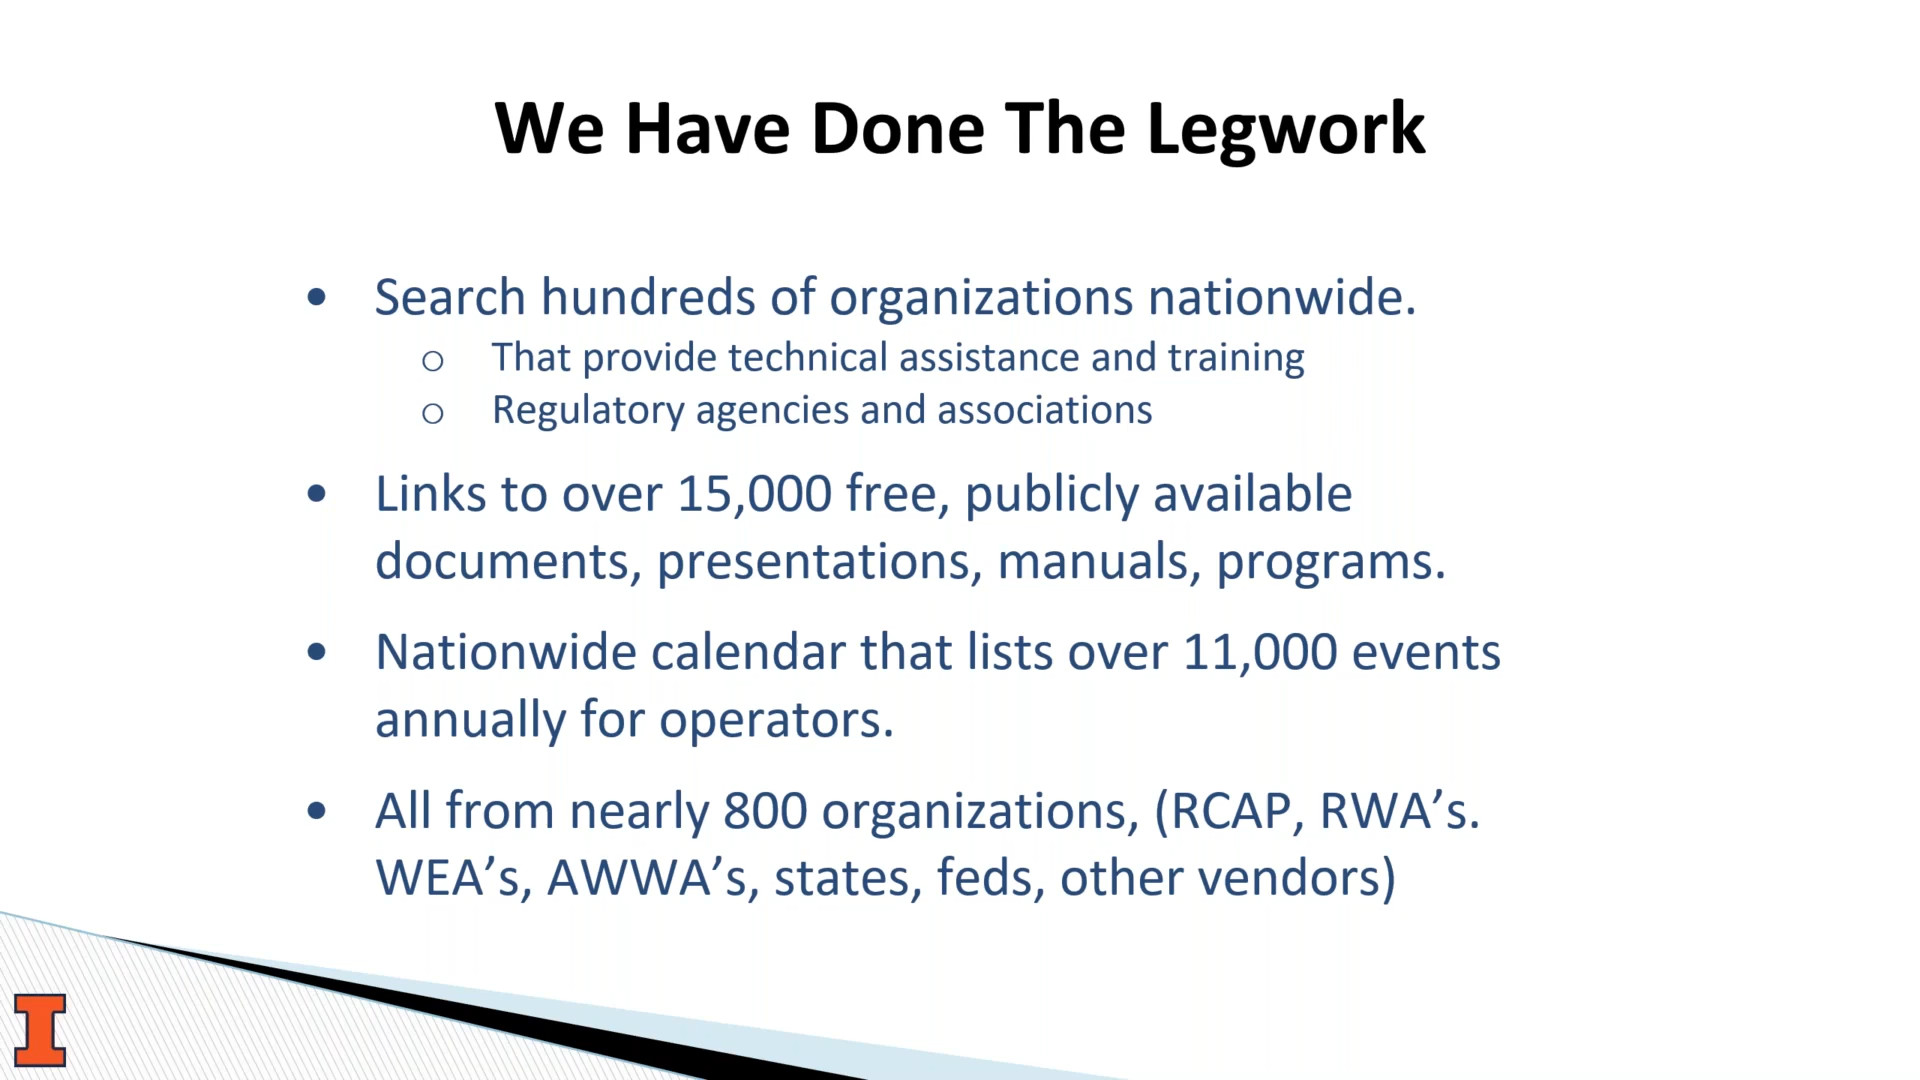 We Have Done The Legwork
• Search hundreds of organizations nationwide.
o That provide technical assistance and training
o Regulatory agencies and associations
• Links to over 15,000 free, publicly available
documents, presentations, manuals, programs.
• Nationwide calendar that lists over 11,000 events
annually for operators.
• All from nearly 800 organizations, (RCAP, RWA’s.
WEA’s, AWWA’s, states, feds, other vendors)
I